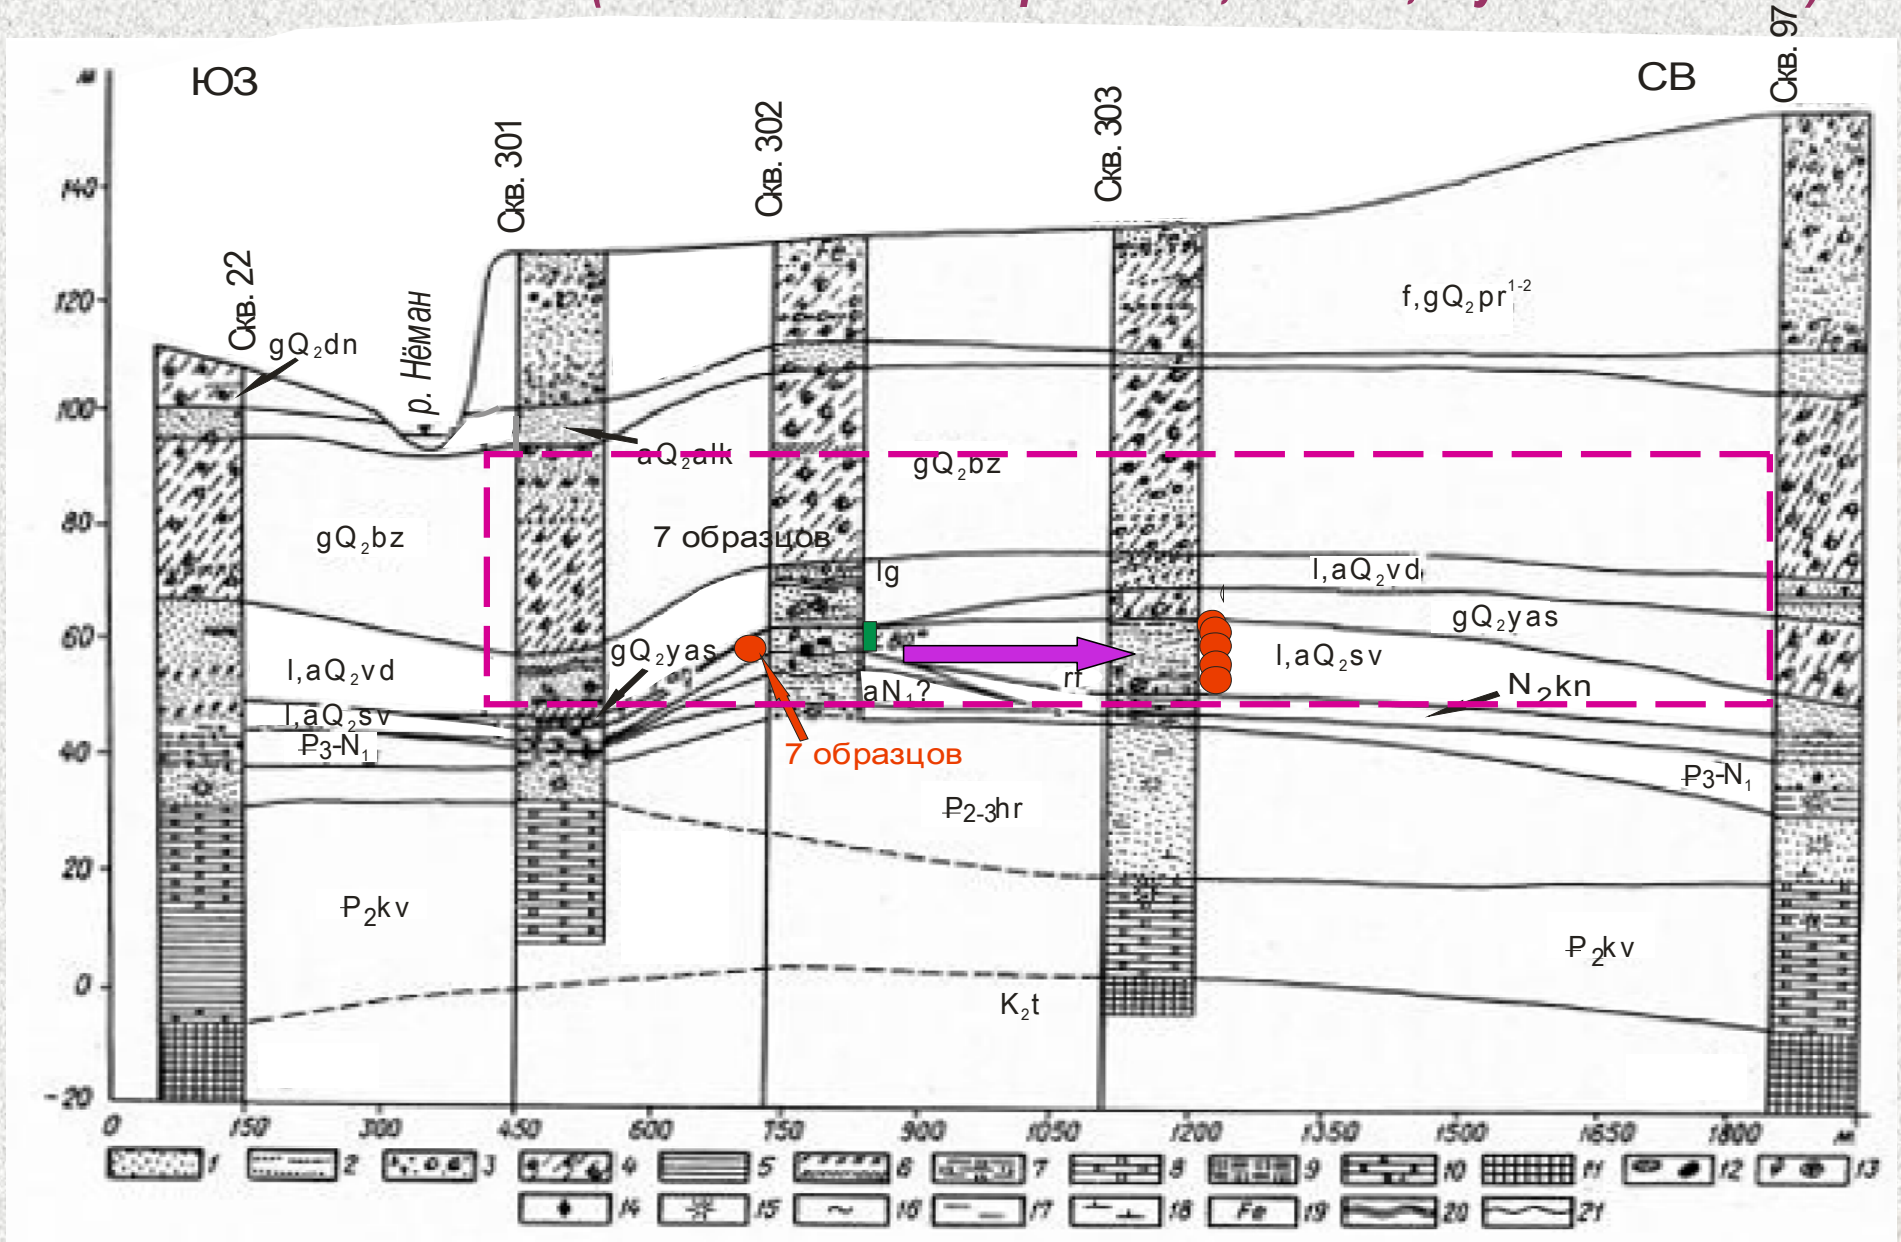 ЮЗ
СВ
Скв. 97
Скв. 303
Скв. 302
Скв. 301
Скв. 22
р. Нёман
140
120
100
80
60
40
20
0
-20
gQ₂dn
f,gQ₂pr¹⁻²
aQ₂alk
gQ₂bz
gQ₂bz
7 образцов
lg
l,aQ₂vd
gQ₂yas
gQ₂yas
l,aQ₂vd
l,aQ₂sv
rf
aN₁?
N₂kn
l,aQ₂sv
P₃-N₁
7 образцов
P₃-N₁
P₂₋₃hr
P₂kv
P₂kv
K₂t
0 150 300 450 600 750 900 1050 1200 1350 1500 1650 1800 м
1 2 3 4 5 6 7 8 9 10 11 12 13
14 15 16 17 18 Fe 19 20 21